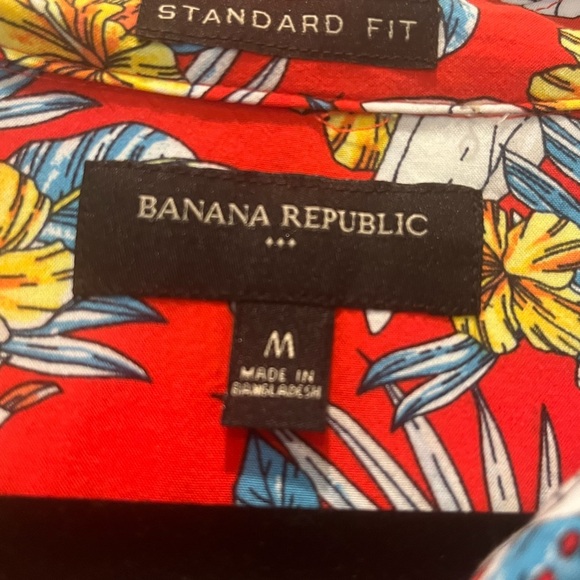 STANDARD FIT
BANANA REPUBLIC
M
MADE IN
BANGLADESH